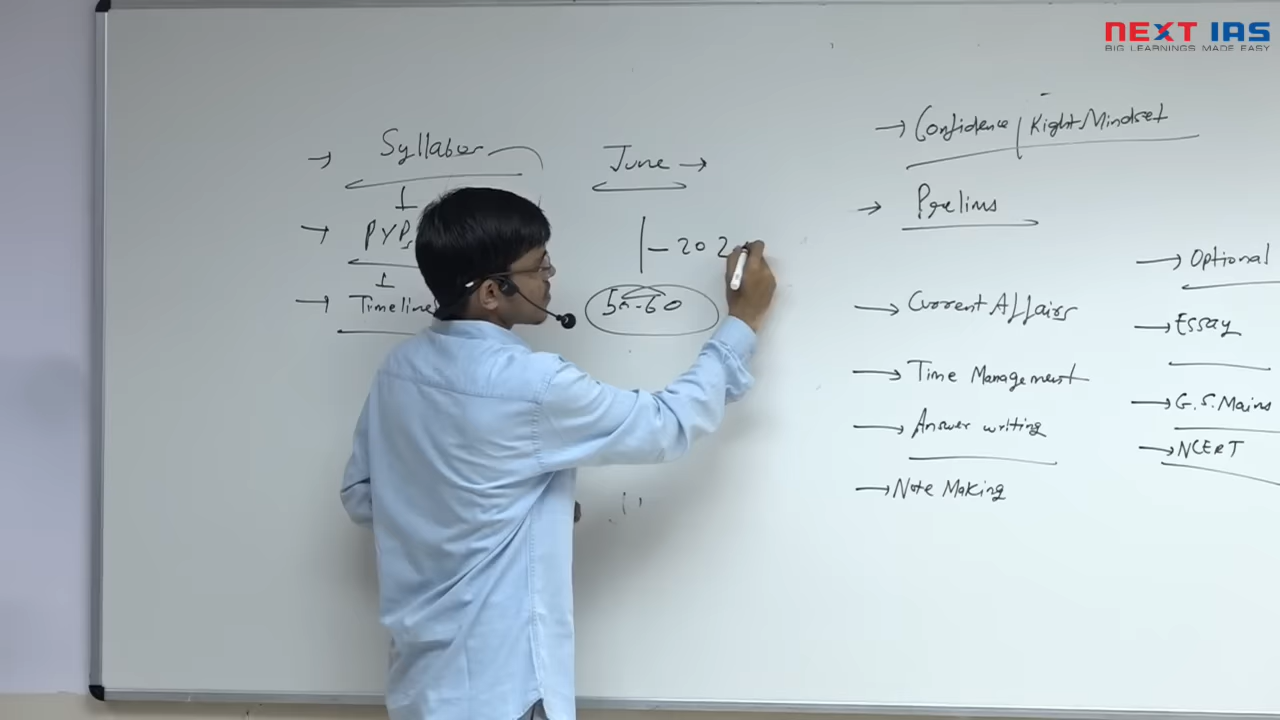 NEXT IAS
BIG LEARNINGS MADE EASY
→ Syllabus
→ PYPs
→ Timeline
June →
- 202
50-60
→ Confidence / Right Mindset
→ Prelims
→ Current Affairs
→ Time Management
→ Answer writing
→ Note Making
→ Optional
→ Essay
→ G.S. Mains
→ NCERT